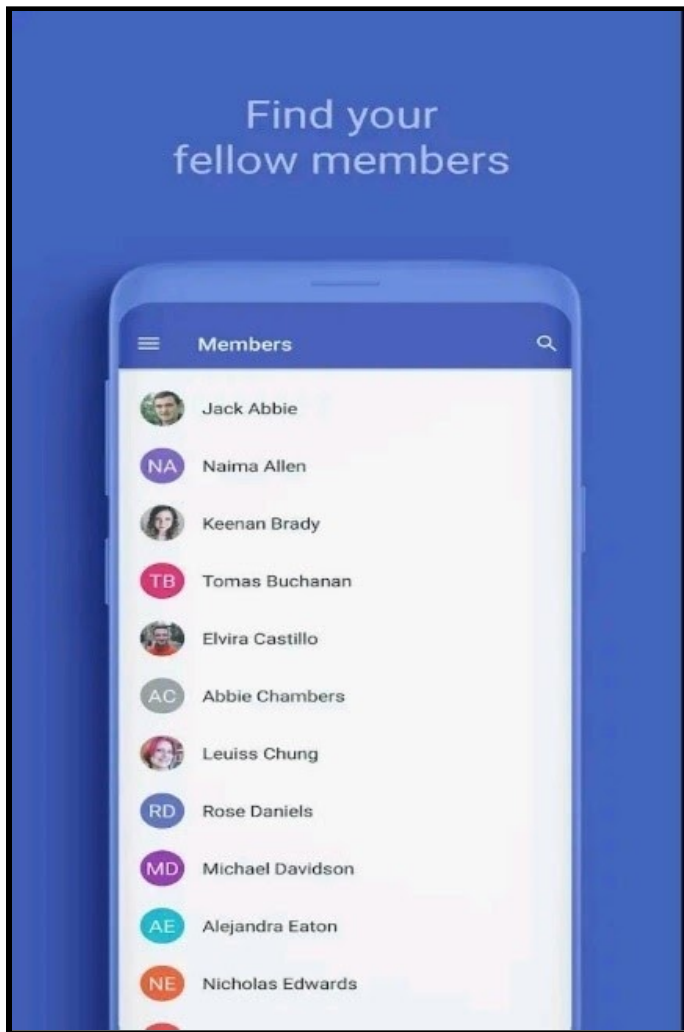 Find your
fellow members
Members
Jack Abbie
NA Naima Allen
Keenan Brady
TB Tomas Buchanan
Elvira Castillo
AC Abbie Chambers
Leuiss Chung
RD Rose Daniels
MD Michael Davidson
AE Alejandra Eaton
NE Nicholas Edwards